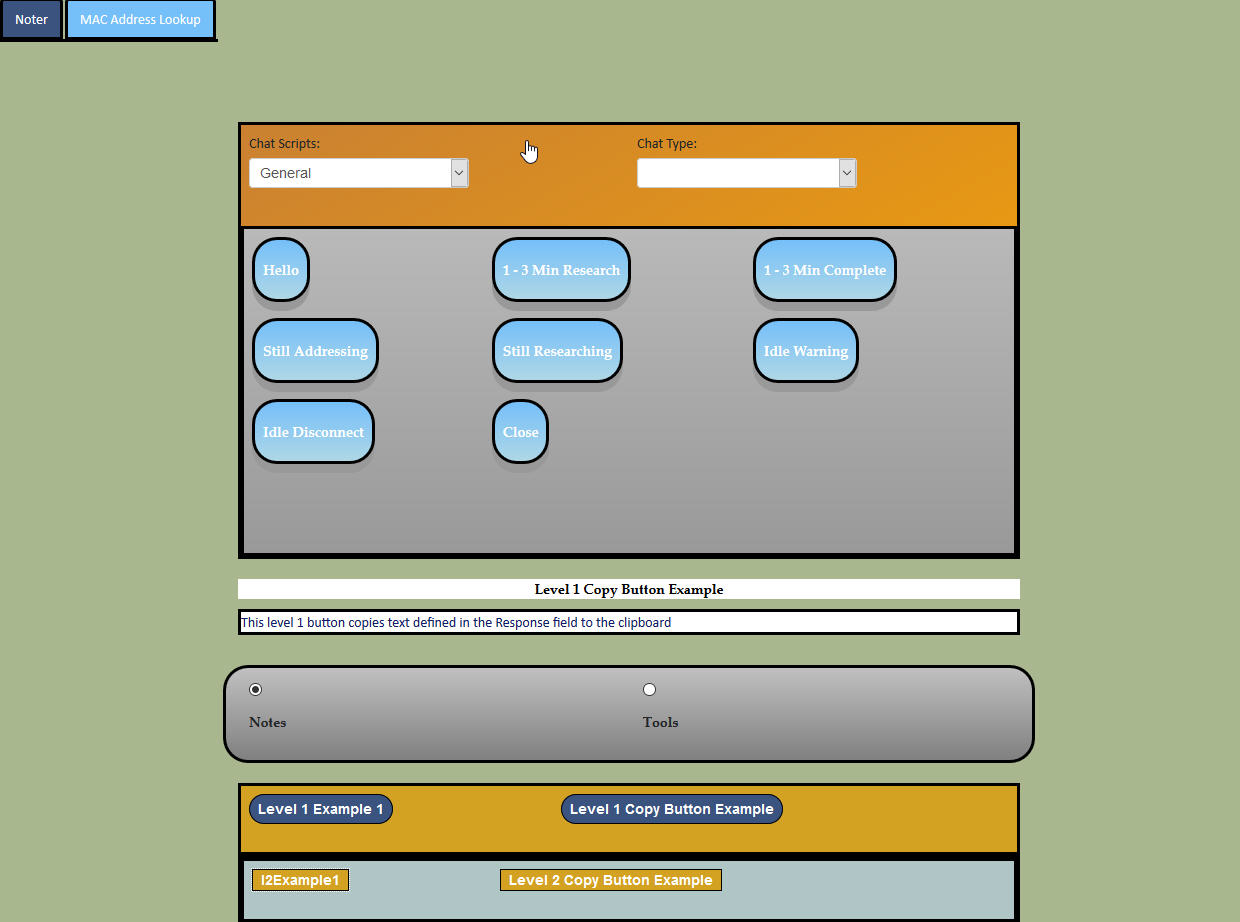 Noter MAC Address Lookup
Chat Scripts: Chat Type:
General
Hello 1 - 3 Min Research 1 - 3 Min Complete
Still Addressing Still Researching Idle Warning
Idle Disconnect Close
Level 1 Copy Button Example
This level 1 button copies text defined in the Response field to the clipboard
Notes Tools
Level 1 Example 1 Level 1 Copy Button Example
l2Example1 Level 2 Copy Button Example